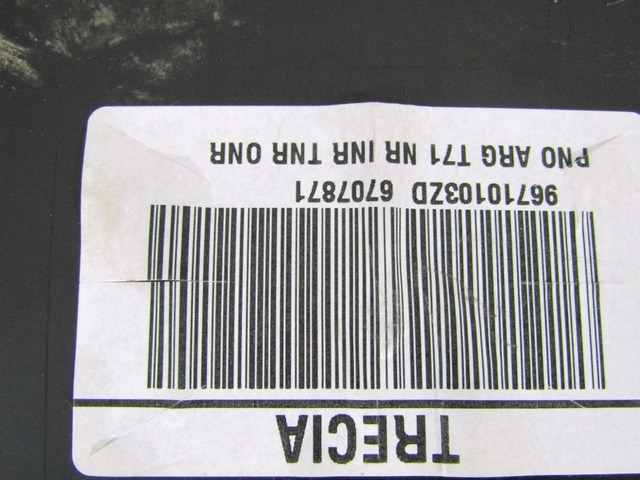 TRECIA
96710103ZD 6707871
PNO ARG T71 NR INR TNR ONR